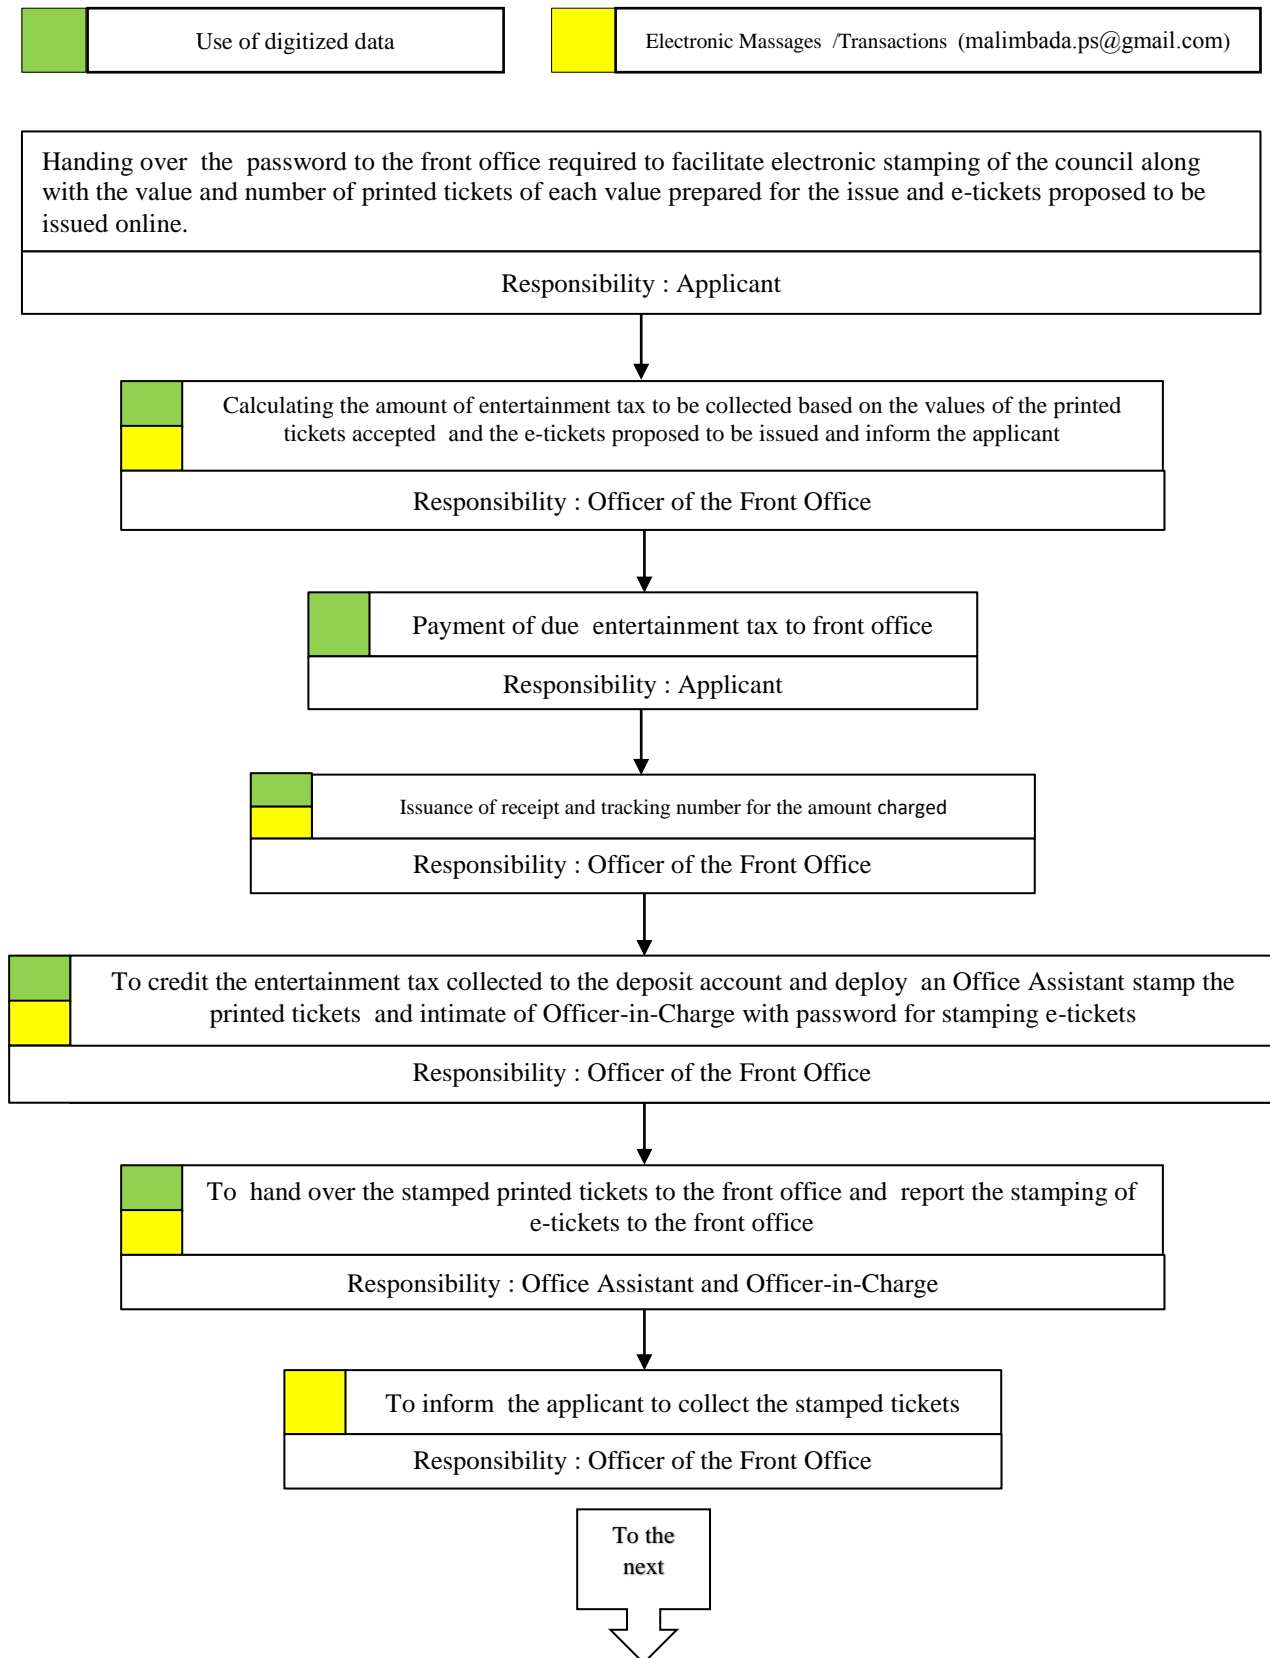 Use of digitized data
Electronic Massages /Transactions (malimbada.ps@gmail.com)
Handing over the password to the front office required to facilitate electronic stamping of the council along
with the value and number of printed tickets of each value prepared for the issue and e-tickets proposed to be
issued online.
Responsibility : Applicant
Calculating the amount of entertainment tax to be collected based on the values of the printed
tickets accepted and the e-tickets proposed to be issued and inform the applicant
Responsibility : Officer of the Front Office
Payment of due entertainment tax to front office
Responsibility : Applicant
Issuance of receipt and tracking number for the amount charged
Responsibility : Officer of the Front Office
To credit the entertainment tax collected to the deposit account and deploy an Office Assistant stamp the
printed tickets and intimate of Officer-in-Charge with password for stamping e-tickets
Responsibility : Officer of the Front Office
To hand over the stamped printed tickets to the front office and report the stamping of
e-tickets to the front office
Responsibility : Office Assistant and Officer-in-Charge
To inform the applicant to collect the stamped tickets
Responsibility : Officer of the Front Office
To the
next